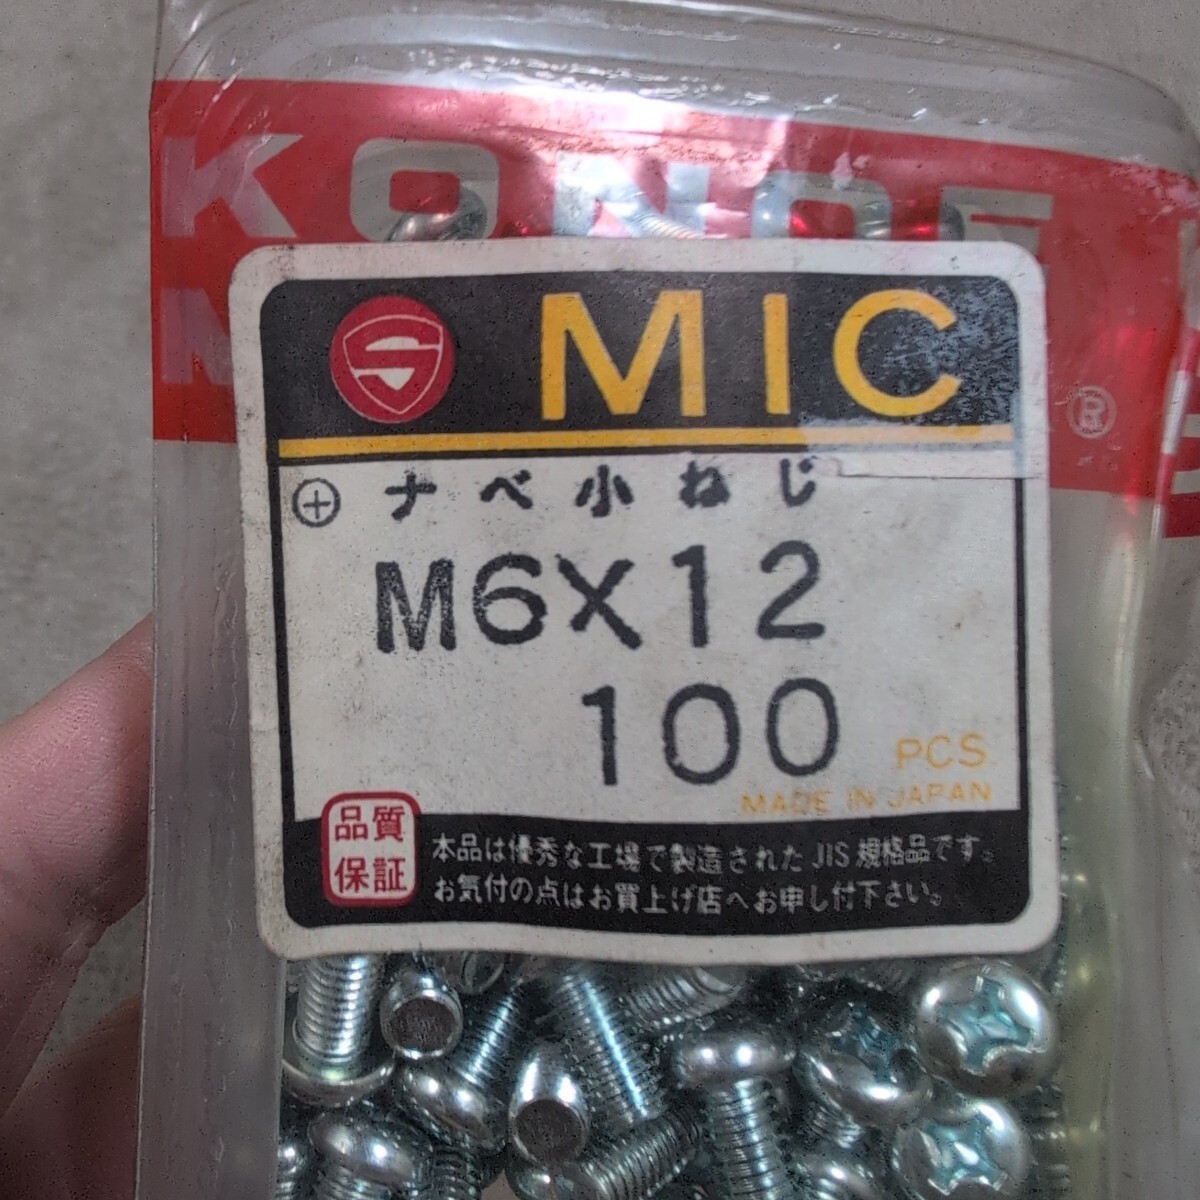 KONOE
®
MIC
⊕ ナベ小ねじ
M6X12
100 PCS
MADE IN JAPAN
品質
保証
本品は優秀な工場で製造されたJIS規格品です。
お気付の点はお買上げ店へお申し付下さい。